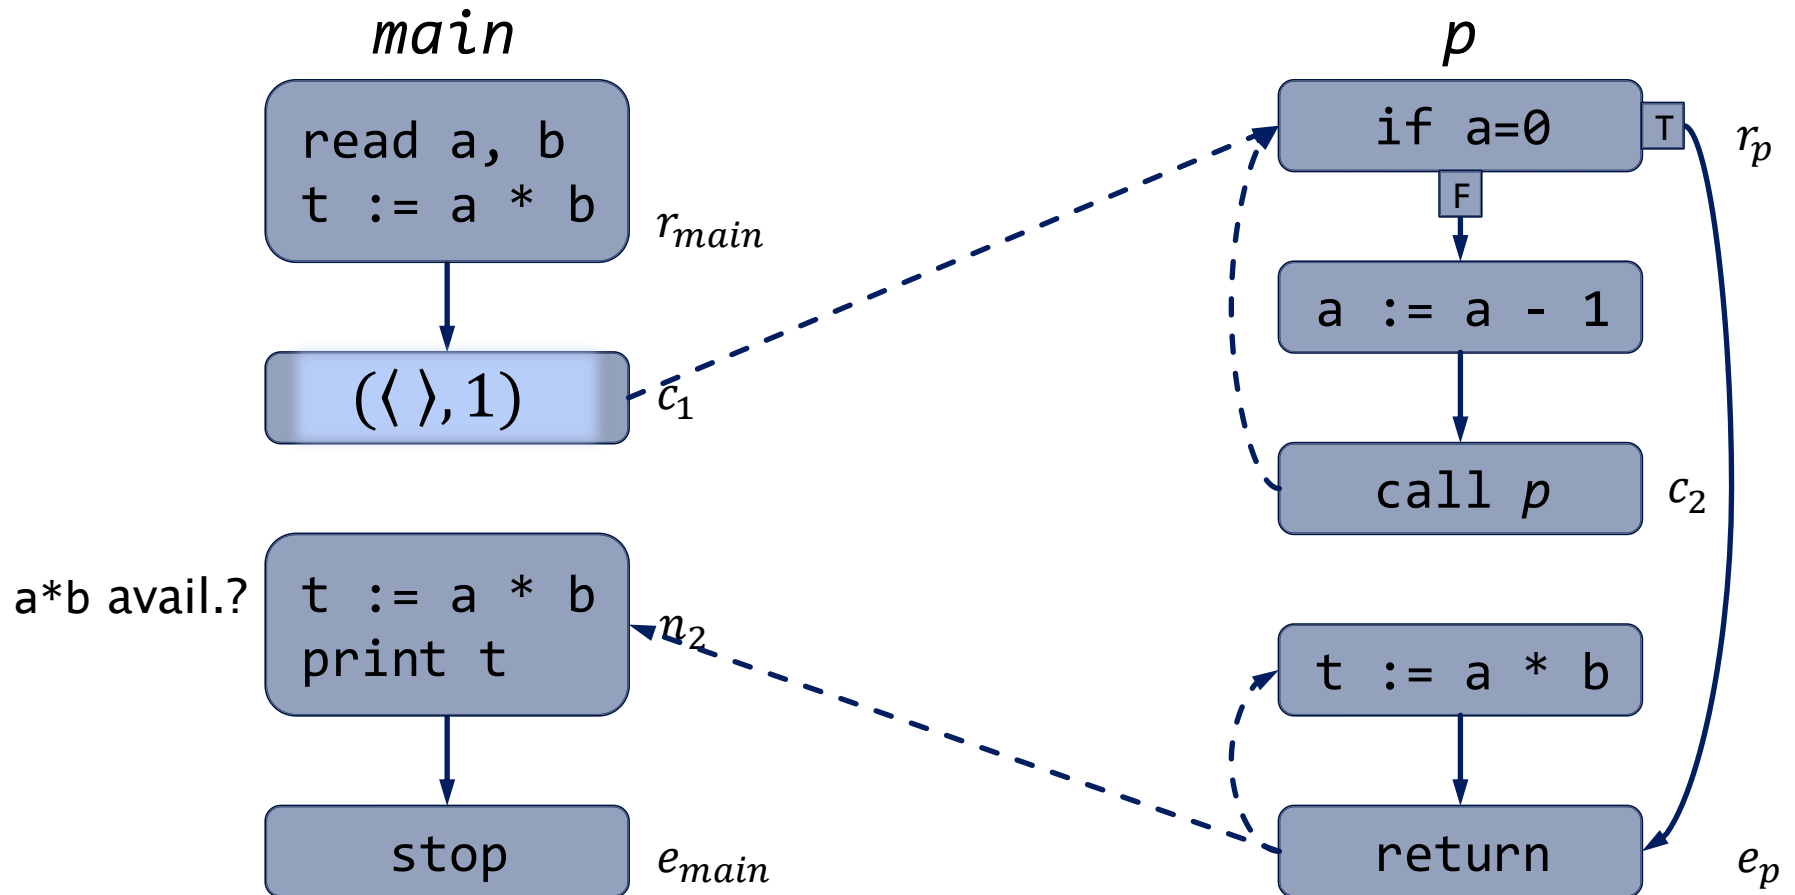 main
read a, b
t := a * b
r_main
(⟨ ⟩, 1)
c_1
a*b avail.?
t := a * b
print t
n_2
stop
e_main
p
if a=0
T
r_p
F
a := a - 1
call p
c_2
t := a * b
return
e_p